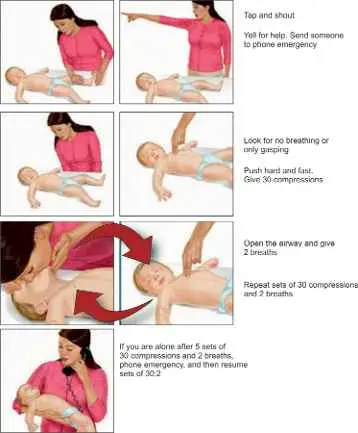 Tap and shout
Yell for help. Send someone
to phone emergency
Look for no breathing or
only gasping
Push hard and fast.
Give 30 compressions
Open the airway and give
2 breaths
Repeat sets of 30 compressions
and 2 breaths
If you are alone after 5 sets of
30 compressions and 2 breaths,
phone emergency, and then resume
sets of 30:2